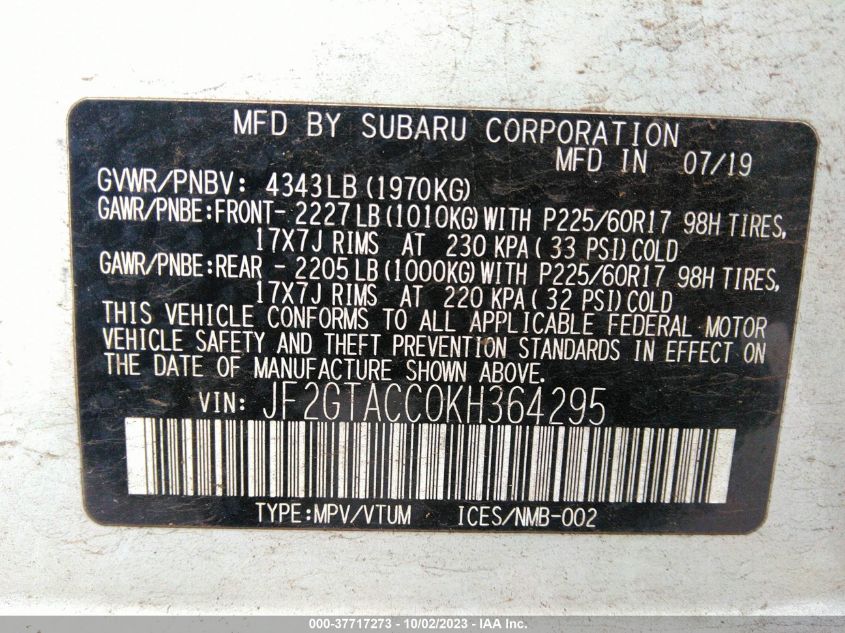 MFD BY SUBARU CORPORATION
MFD IN 07/19
GVWR/PNBV: 4343LB (1970KG)
GAWR/PNBE:FRONT- 2227LB (1010KG) WITH P225/60R17 98H TIRES,
17X7J RIMS AT 230 KPA ( 33 PSI) COLD
GAWR/PNBE:REAR - 2205LB (1000KG) WITH P225/60R17 98H TIRES,
17X7J RIMS AT 220 KPA ( 32 PSI) COLD
THIS VEHICLE CONFORMS TO ALL APPLICABLE FEDERAL MOTOR
VEHICLE SAFETY AND THEFT PREVENTION STANDARDS IN EFFECT ON
THE DATE OF MANUFACTURE SHOWN ABOVE.
VIN: JF2GTACC0KH364295
TYPE:MPV/VTUM ICES/NMB-002
000-37717273 - 10/02/2023 - IAA Inc.